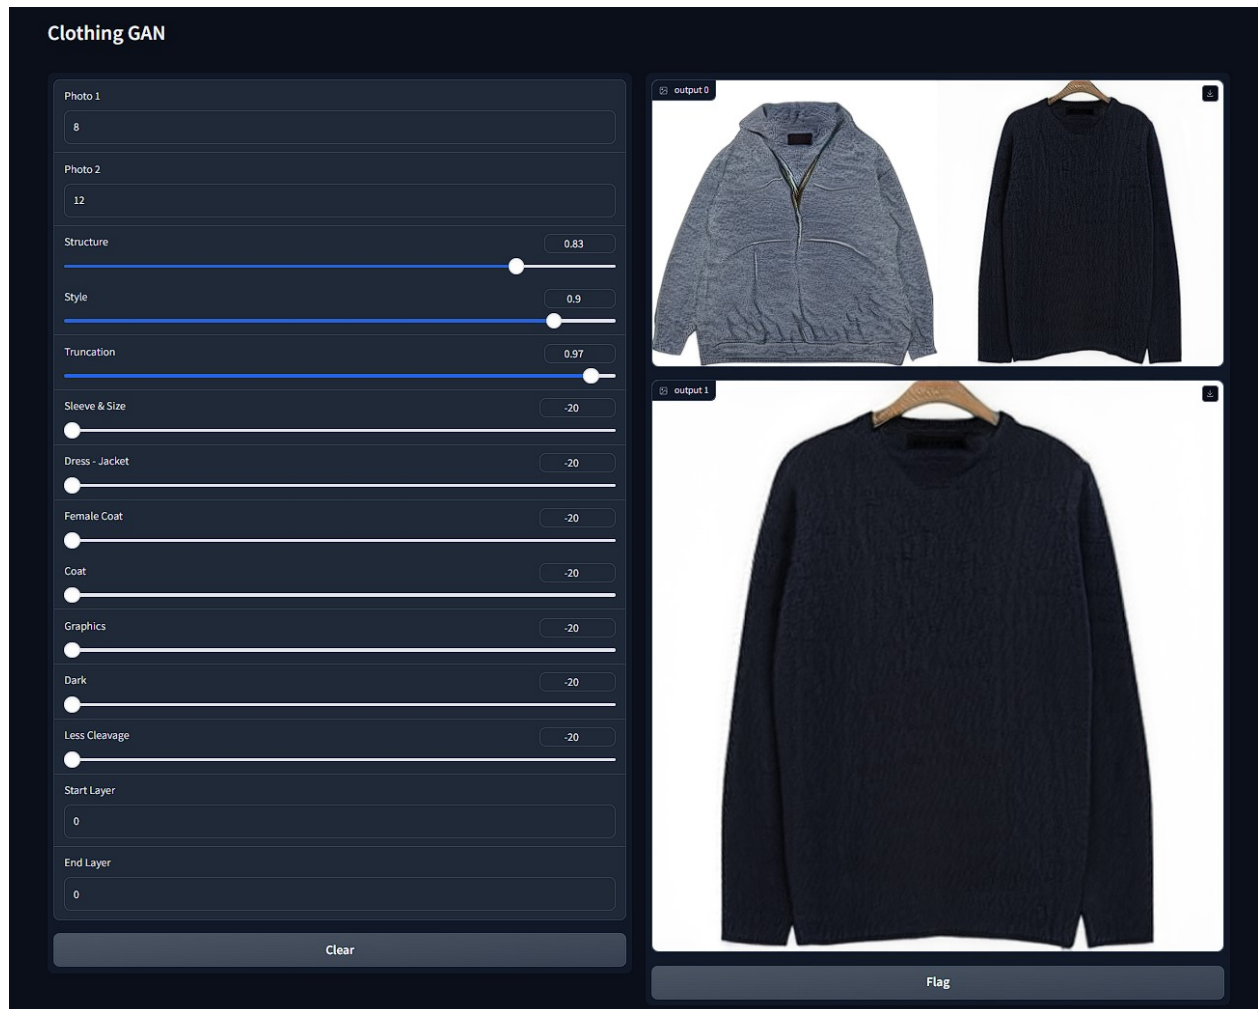 Clothing GAN
Photo 1
8
Photo 2
12
Structure
0.83
Style
0.9
Truncation
0.97
Sleeve & Size
-20
Dress - Jacket
-20
Female Coat
-20
Coat
-20
Graphics
-20
Dark
-20
Less Cleavage
-20
Start Layer
0
End Layer
0
Clear
output 0
output 1
Flag